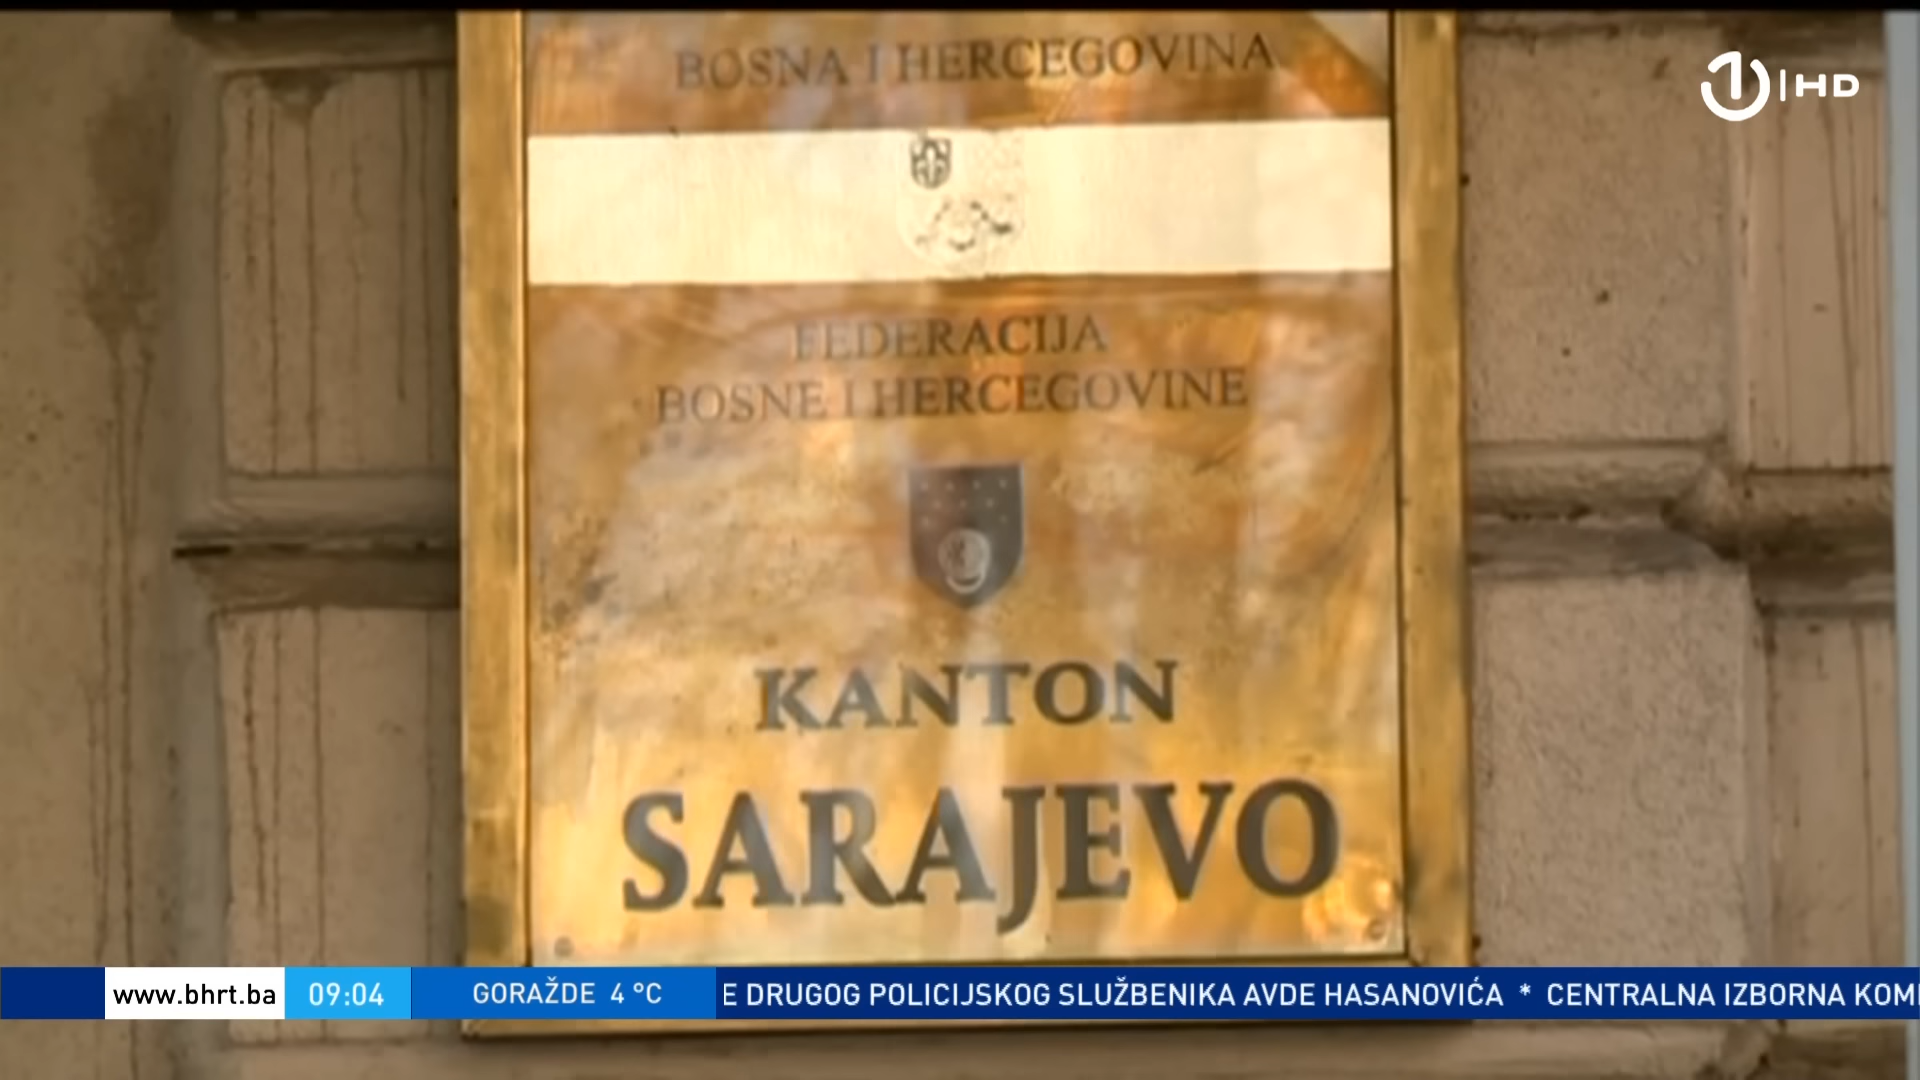 BOSNA I HERCEGOVINA
1|HD
FEDERACIJA
BOSNE I HERCEGOVINE
KANTON
SARAJEVO
www.bhrt.ba 09:04 GORAŽDE 4 °C E DRUGOG POLICIJSKOG SLUŽBENIKA AVDE HASANOVIĆA * CENTRALNA IZBORNA KOMI